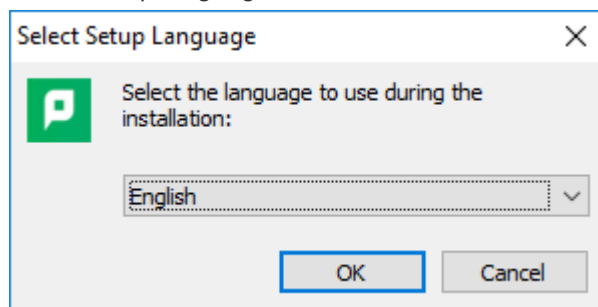 Select Setup Language
Select the language to use during the
installation:
English
OK
Cancel